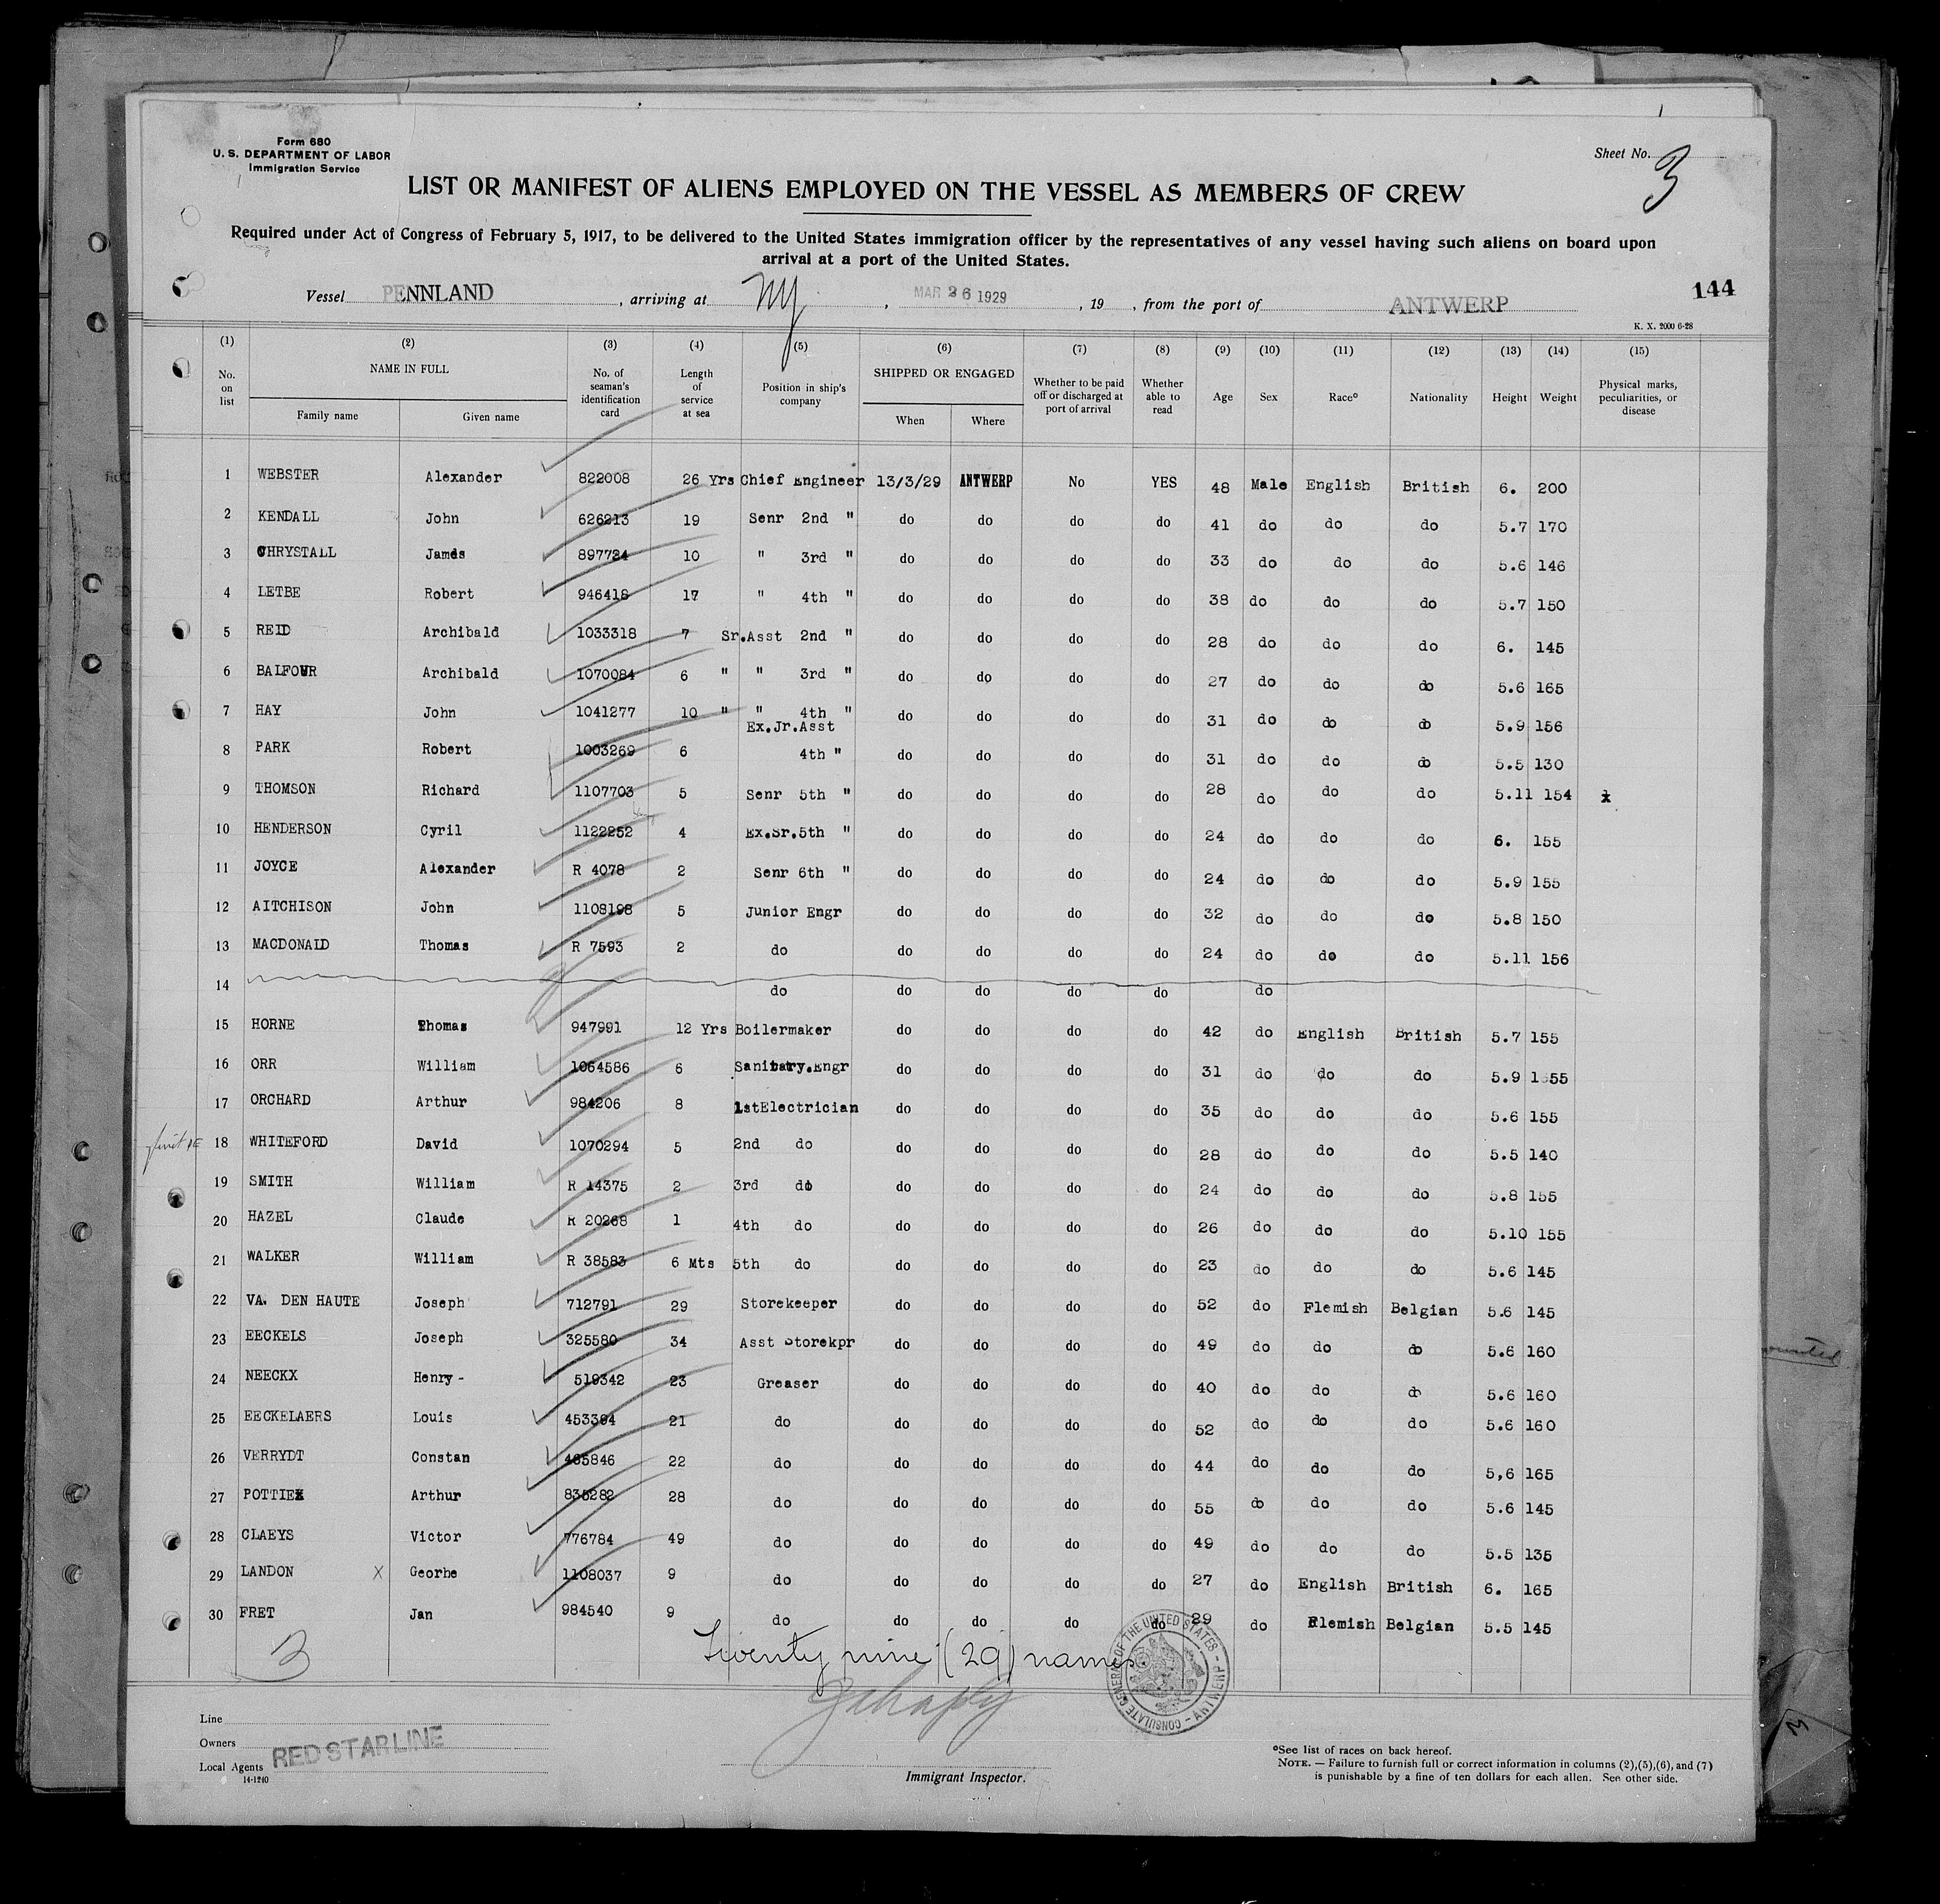 Form 680
U. S. DEPARTMENT OF LABOR
Immigration Service
Sheet No. 3
LIST OR MANIFEST OF ALIENS EMPLOYED ON THE VESSEL AS MEMBERS OF CREW
Required under Act of Congress of February 5, 1917, to be delivered to the United States immigration officer by the representatives of any vessel having such aliens on board upon
arrival at a port of the United States.
144
Vessel PENNLAND, arriving at NY, MAR 26 1929, 19 , from the port of ANTWERP
K. X. 2000 6-28
(1) (2) (3) (4) (5) (6) (7) (8) (9) (10) (11) (12) (13) (14) (15)
No. on list NAME IN FULL Family name Given name No. of seaman's identification card Length of service at sea Position in ship's company SHIPPED OR ENGAGED When Where Whether to be paid off or discharged at port of arrival Whether able to read Age Sex Race° Nationality Height Weight Physical marks, peculiarities, or disease
1 WEBSTER Alexander 822008 26 Yrs Chief Engineer 13/3/29 ANTWERP No YES 48 Male English British 6. 200
2 KENDALL John 626213 19 Senr 2nd " do do do do 41 do do do 5.7 170
3 CHRYSTALL James 897724 10 " 3rd " do do do do 33 do do do 5.6 146
4 LETBE Robert 946418 17 " 4th " do do do do 38 do do do 5.7 150
5 REID Archibald 1033318 7 Sr.Asst 2nd " do do do do 28 do do do 6. 145
6 BALFOUR Archibald 1070084 6 " " 3rd " do do do do 27 do do do 5.6 165
7 HAY John 1041277 10 " " 4th " do do do do 31 do do do 5.9 156
8 PARK Robert 1003269 6 Ex.Jr.Asst 4th " do do do do 31 do do do 5.5 130
9 THOMSON Richard 1107703 5 Senr 5th " do do do do 28 do do do 5.11 154 x
10 HENDERSON Cyril 1122252 4 Ex.Sr.5th " do do do do 24 do do do 6. 155
11 JOYCE Alexander R 4078 2 Senr 6th " do do do do 24 do do do 5.9 155
12 AITCHISON John 1108198 5 Junior Engr do do do do 32 do do do 5.8 150
13 MACDONALD Thomas R 7593 2 do do do do do 24 do do do 5.11 156
14 do do do do do do
15 HORNE Thomas 947991 12 Yrs Boilermaker do do do do 42 do English British 5.7 155
16 ORR William 1064586 6 Sanitary.Engr do do do do 31 do do do 5.9 155
17 ORCHARD Arthur 984206 8 1stElectrician do do do do 35 do do do 5.6 155
18 WHITEFORD David 1070294 5 2nd do do do do do 28 do do do 5.5 140
19 SMITH William R 14375 2 3rd do do do do do 24 do do do 5.8 155
20 HAZEL Claude R 20268 1 4th do do do do do 26 do do do 5.10 155
21 WALKER William R 38583 6 Mts 5th do do do do do 23 do do do 5.6 145
22 VA. DEN HAUTE Joseph 712791 29 Storekeeper do do do do 52 do Flemish Belgian 5.6 145
23 EECKELS Joseph 325580 34 Asst Storekpr do do do do 49 do do do 5.6 160
24 NEECKX Henry - 519342 23 Greaser do do do do 40 do do do 5.6 160
25 EECKELAERS Louis 453394 21 do do do do do 52 do do do 5.6 160
26 VERRYDT Constan 465846 22 do do do do do 44 do do do 5,6 165
27 POTTIEX Arthur 835282 28 do do do do do 55 do do do 5.6 145
28 CLAEYS Victor 776784 49 do do do do do 49 do do do 5.5 135
29 LANDON X Georhe 1108037 9 do do do do do 27 do English British 6. 165
30 FRET Jan 984540 9 do do do do do 29 do Flemish Belgian 5.5 145
3
Twenty nine (29) names.
CONSULATE GENERAL OF THE UNITED STATES - ANTWERP -
Line
Owners
Local Agents RED STAR LINE
14-1240
Immigrant Inspector.
°See list of races on back hereof.
NOTE. — Failure to furnish full or correct information in columns (2),(5),(6), and (7)
is punishable by a fine of ten dollars for each alien. See other side.